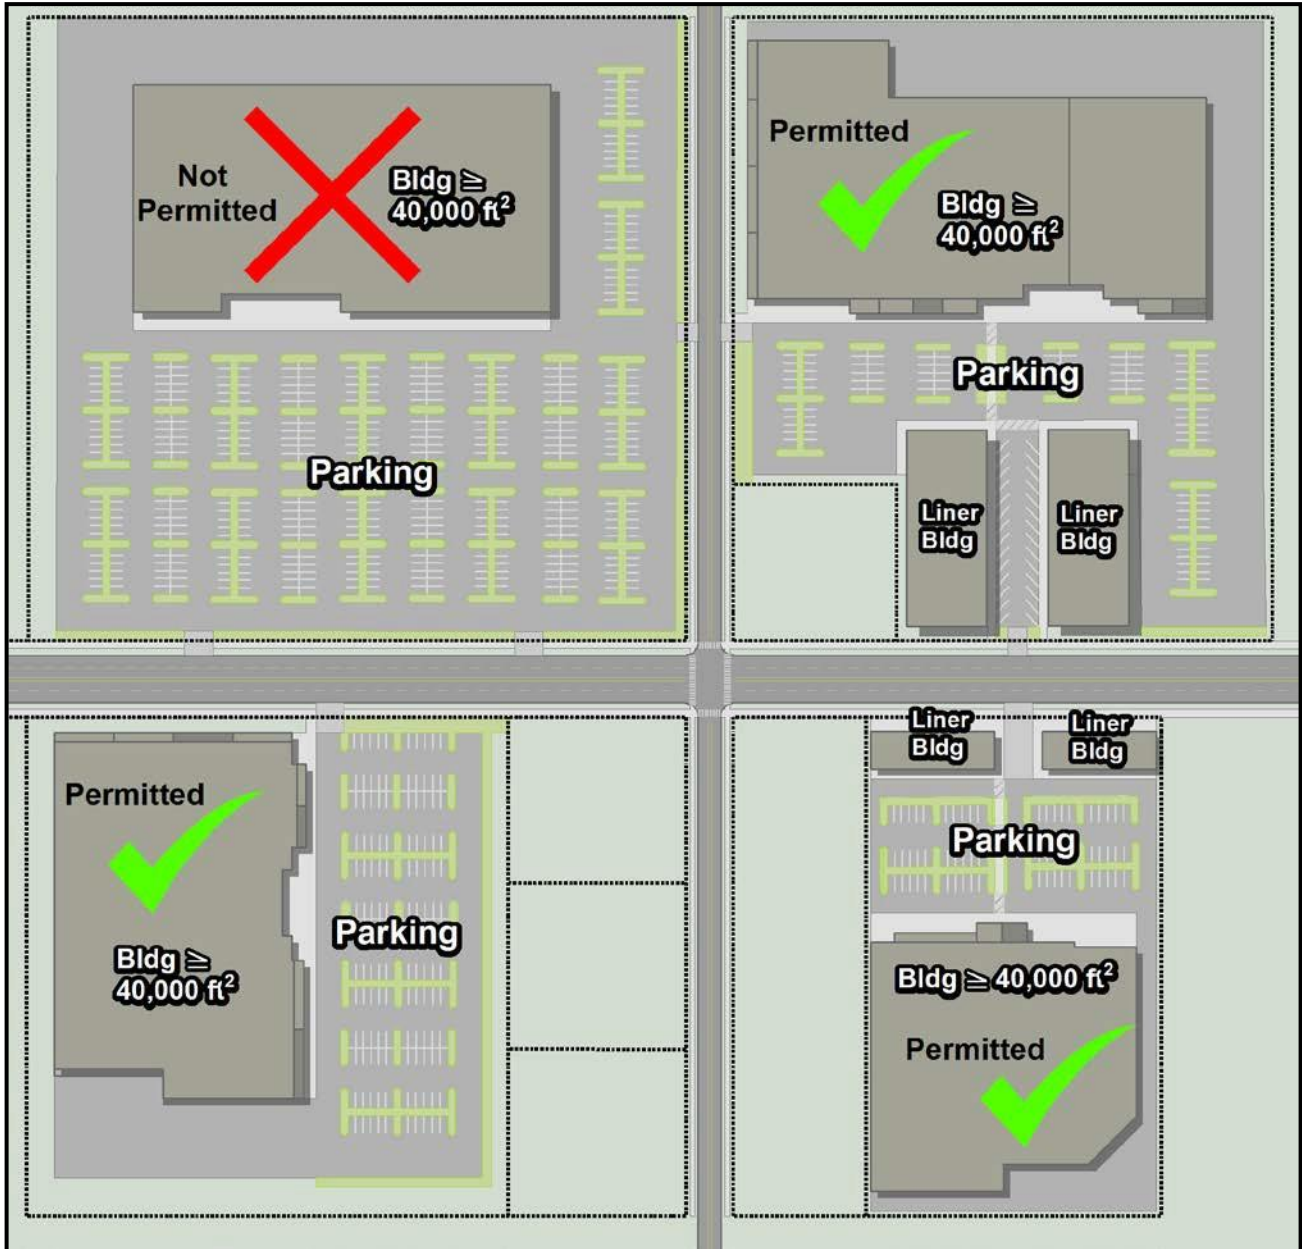 Not
Permitted
Bldg ≥
40,000 ft²
Parking
Permitted
Bldg ≥
40,000 ft²
Parking
Liner
Bldg
Liner
Bldg
Permitted
Bldg ≥
40,000 ft²
Parking
Liner
Bldg
Liner
Bldg
Parking
Bldg ≥ 40,000 ft²
Permitted